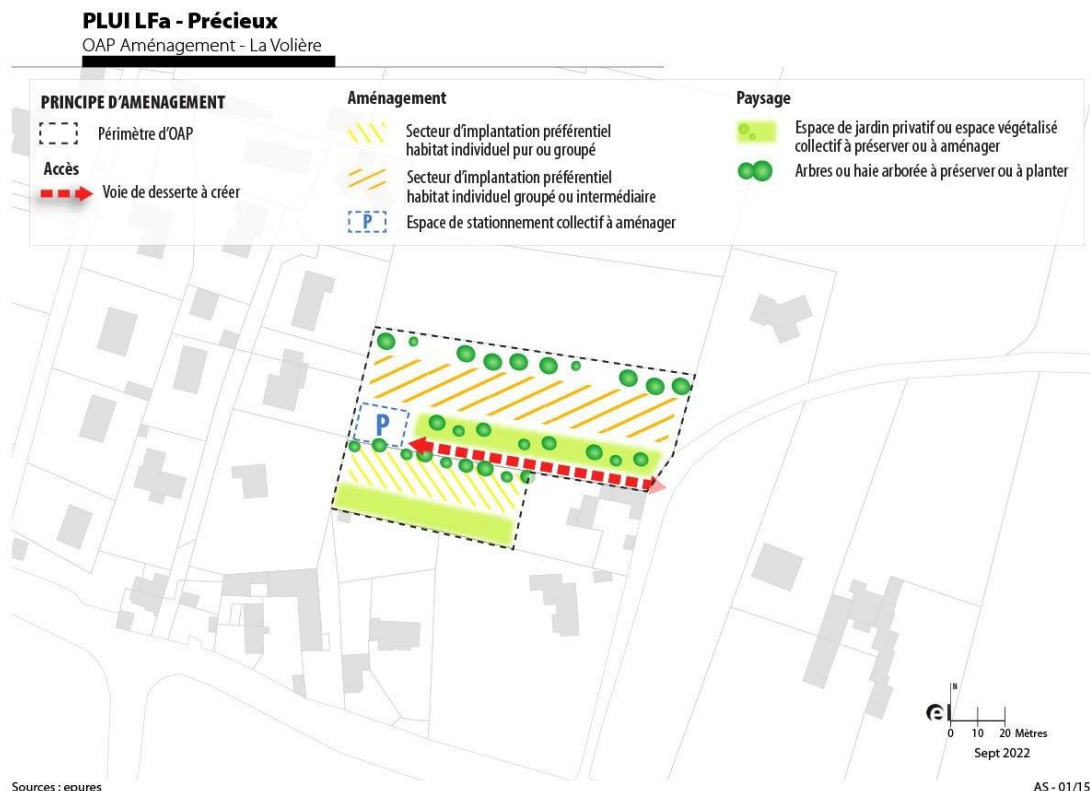 PLUI LFa - Précieux
OAP Aménagement - La Volière
PRINCIPE D’AMENAGEMENT
Périmètre d’OAP
Accès
Voie de desserte à créer
Aménagement
Secteur d’implantation préférentiel
habitat individuel pur ou groupé
Secteur d’implantation préférentiel
habitat individuel groupé ou intermédiaire
P
Espace de stationnement collectif à aménager
Paysage
Espace de jardin privatif ou espace végétalisé
collectif à préserver ou à aménager
Arbres ou haie arborée à préserver ou à planter
P
N
0 10 20 Mètres
Sept 2022
Sources : epures
AS - 01/15